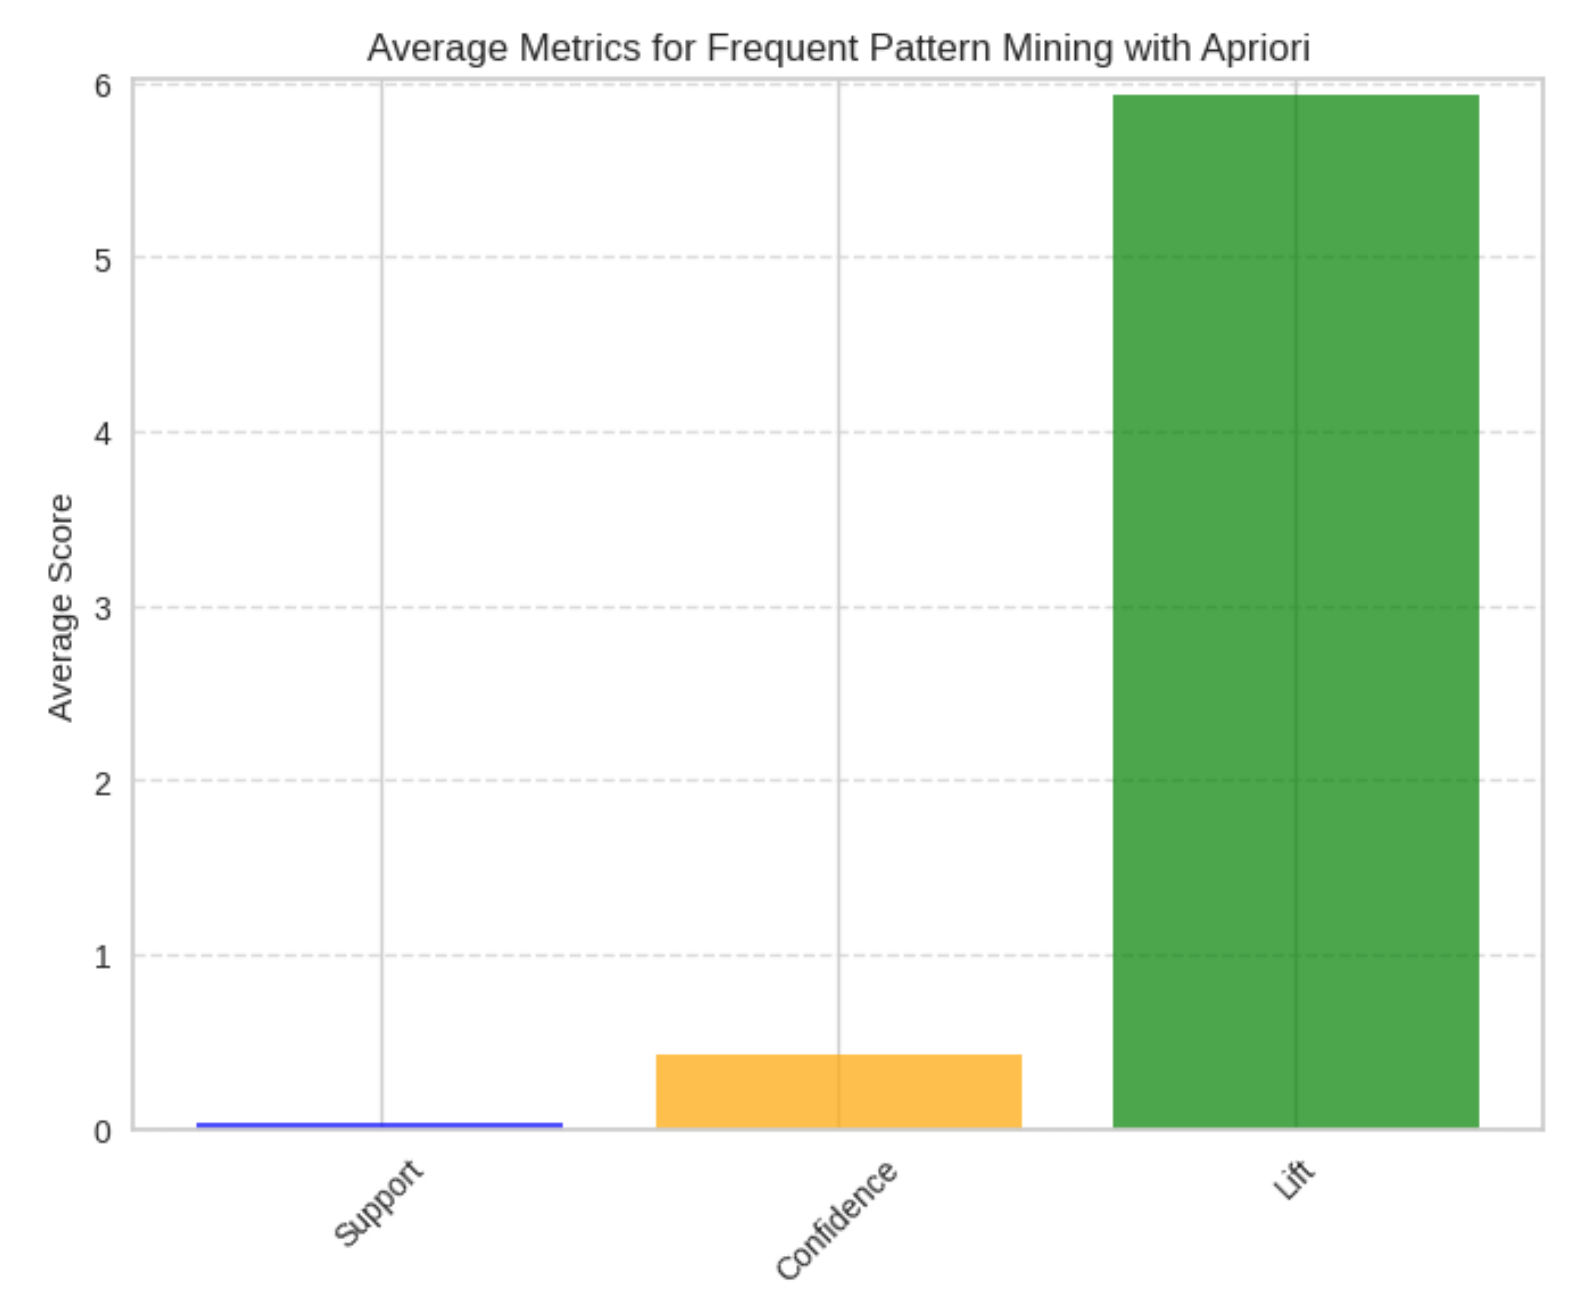 Average Metrics for Frequent Pattern Mining with Apriori
6
5
4
3
2
1
0
Average Score
Support
Confidence
Lift